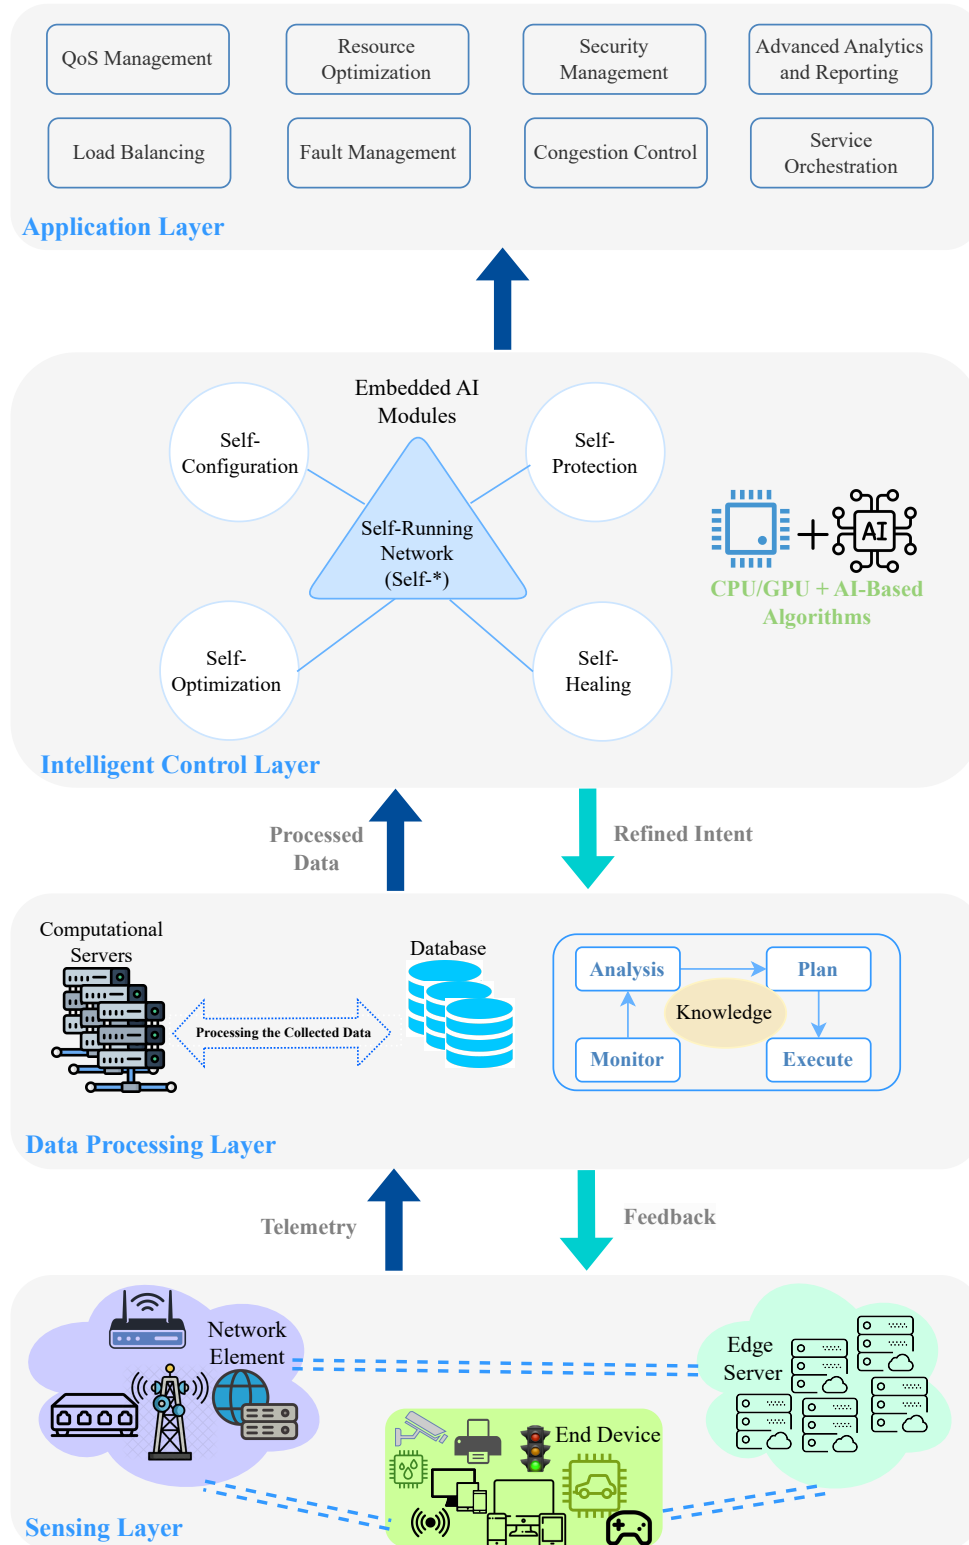 QoS Management
Resource
Optimization
Security
Management
Advanced Analytics
and Reporting
Load Balancing
Fault Management
Congestion Control
Service
Orchestration
Application Layer
Embedded AI
Modules
Self-
Configuration
Self-
Protection
Self-Running
Network
(Self-*)
AI
CPU/GPU + AI-Based
Algorithms
Self-
Optimization
Self-
Healing
Intelligent Control Layer
Processed
Data
Refined Intent
Computational
Servers
Database
Processing the Collected Data
Analysis
Plan
Knowledge
Monitor
Execute
Data Processing Layer
Telemetry
Feedback
Network
Element
Edge
Server
End Device
Sensing Layer